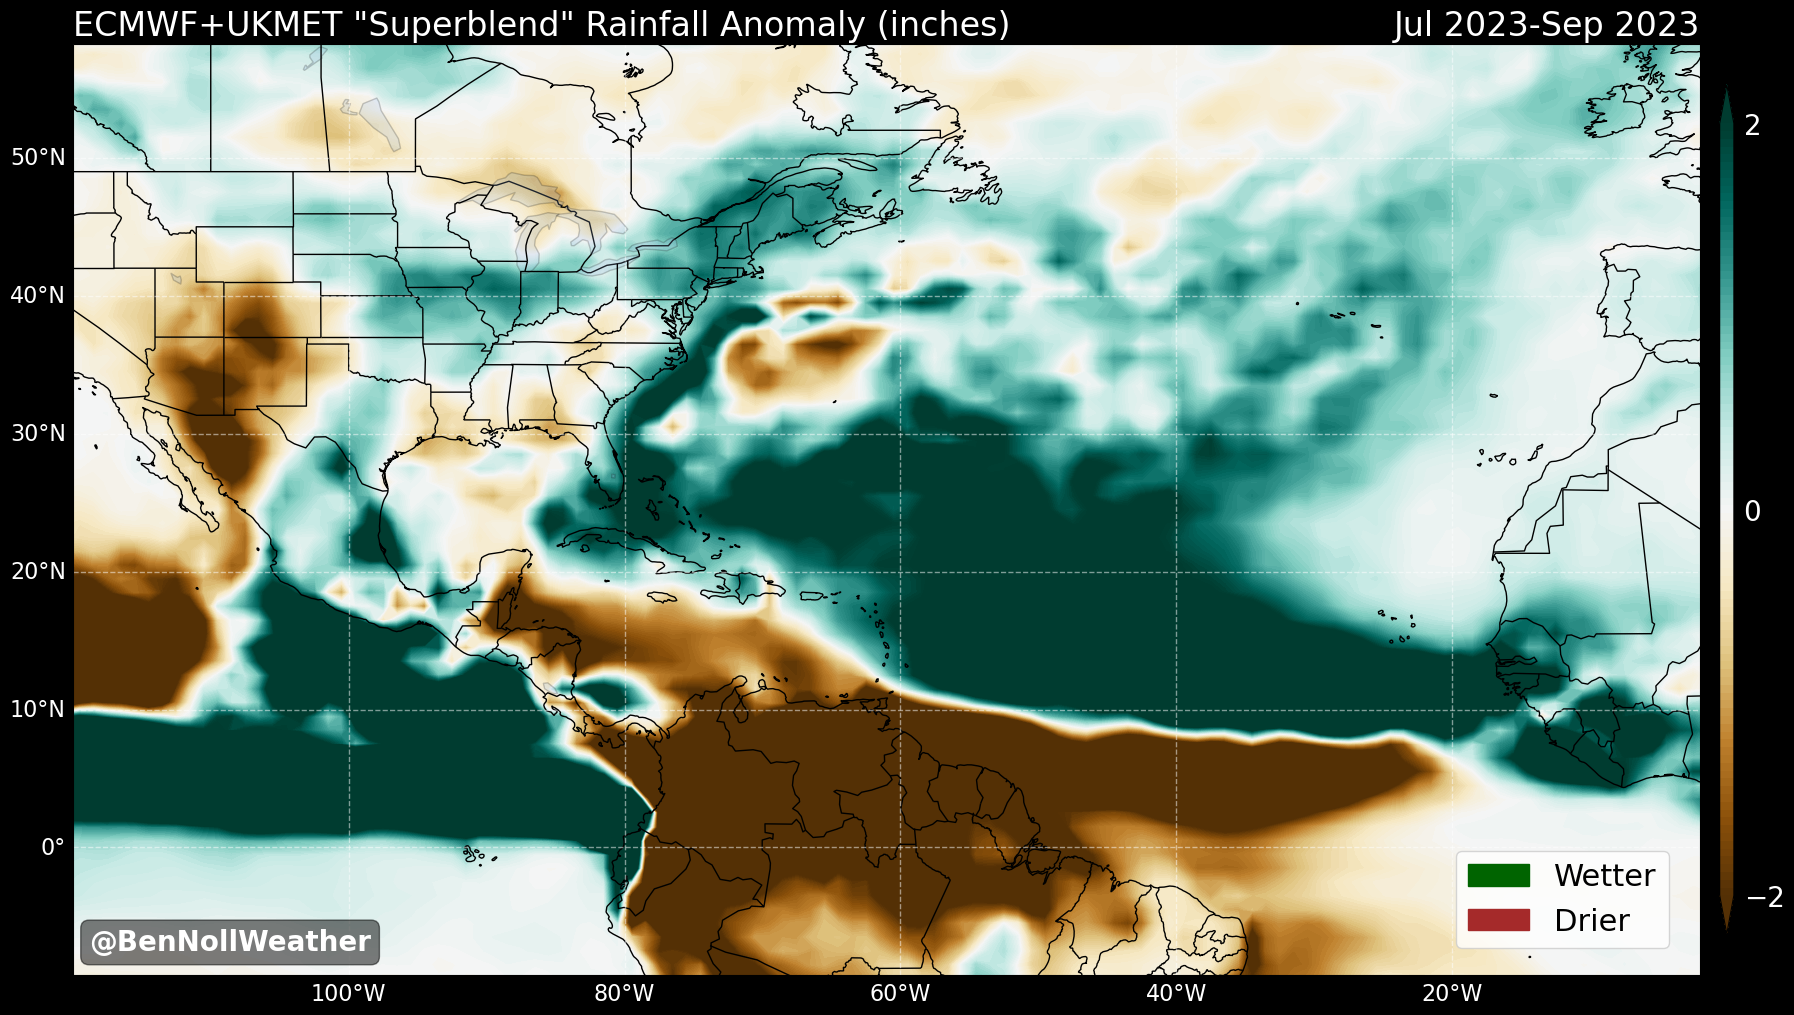 ECMWF+UKMET "Superblend" Rainfall Anomaly (inches)
Jul 2023-Sep 2023
50°N
40°N
30°N
20°N
10°N
0°
100°W
80°W
60°W
40°W
20°W
2
0
−2
Wetter
Drier
@BenNollWeather